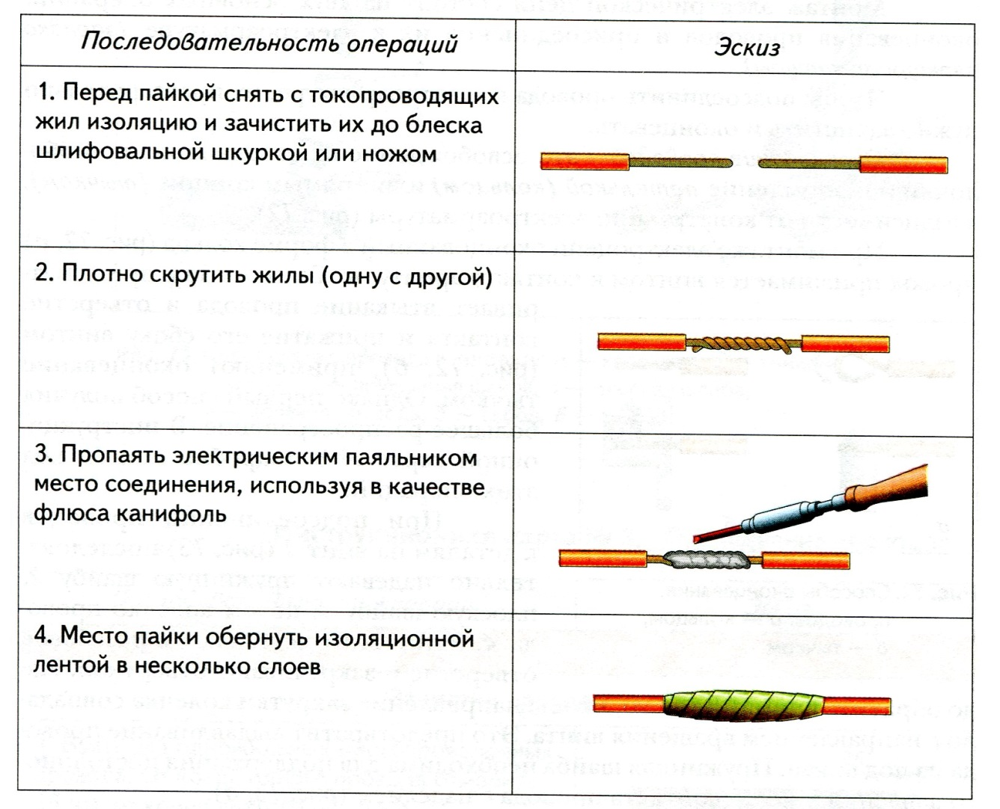 Последовательность операций
Эскиз
1. Перед пайкой снять с токопроводящих
жил изоляцию и зачистить их до блеска
шлифовальной шкуркой или ножом
2. Плотно скрутить жилы (одну с другой)
3. Пропаять электрическим паяльником
место соединения, используя в качестве
флюса канифоль
4. Место пайки обернуть изоляционной
лентой в несколько слоев